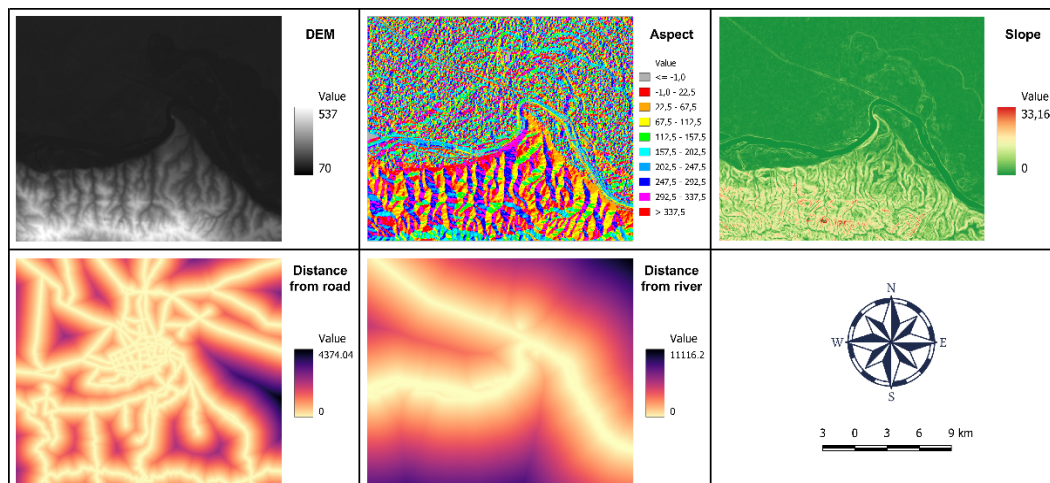 DEM
Value
537
70
Aspect
Value
<= -1,0
-1,0 - 22,5
22,5 - 67,5
67,5 - 112,5
112,5 - 157,5
157,5 - 202,5
202,5 - 247,5
247,5 - 292,5
292,5 - 337,5
> 337,5
Slope
Value
33,16
0
Distance
from road
Value
4374.04
0
Distance
from river
Value
11116.2
0
N
W
E
S
3 0 3 6 9 km